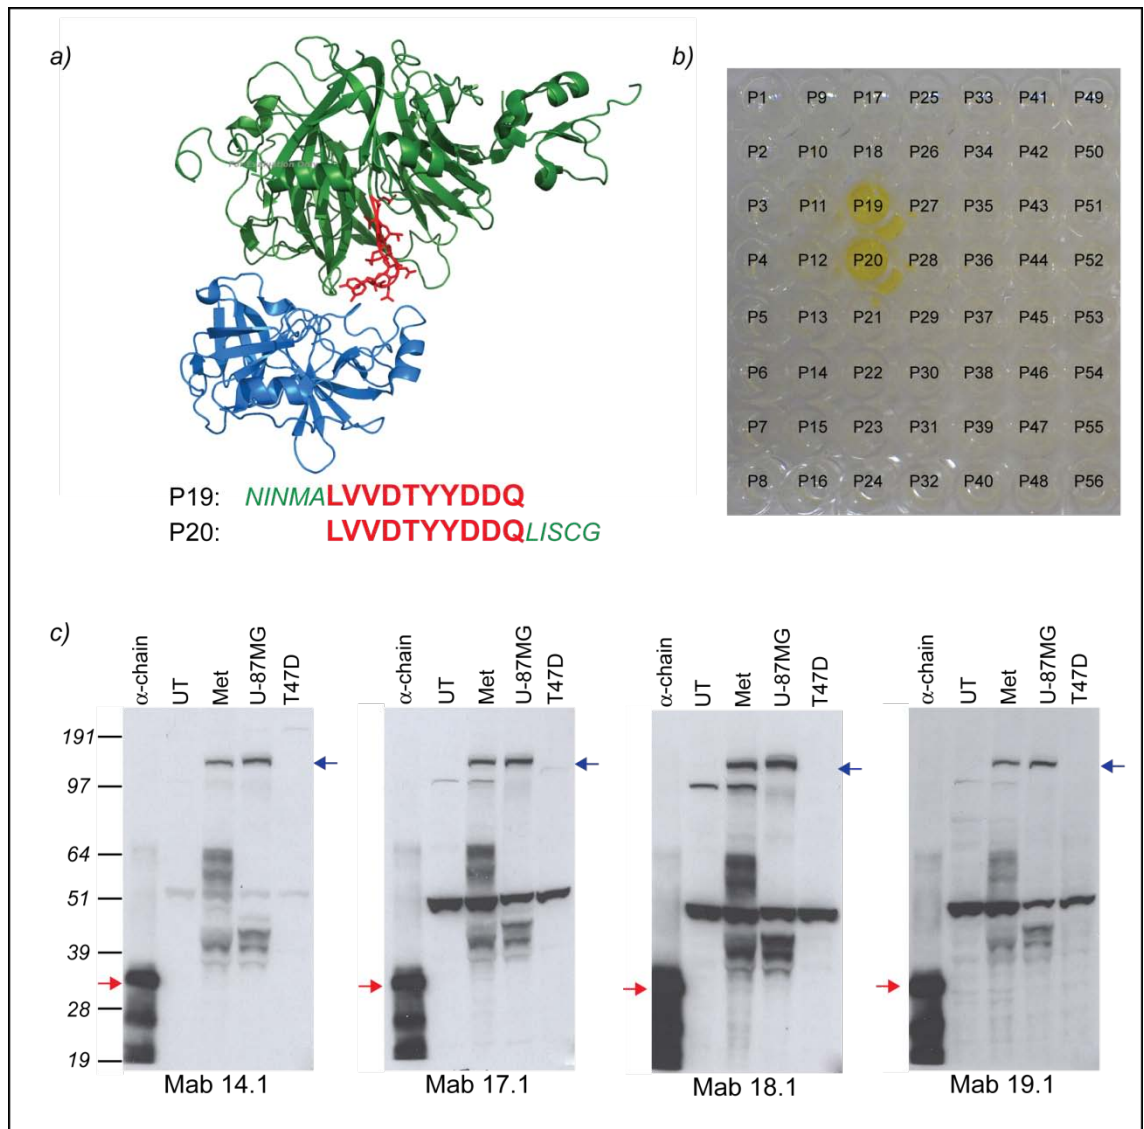 a)
b)
P1 P9 P17 P25 P33 P41 P49
P2 P10 P18 P26 P34 P42 P50
P3 P11 P19 P27 P35 P43 P51
P4 P12 P20 P28 P36 P44 P52
P5 P13 P21 P29 P37 P45 P53
P6 P14 P22 P30 P38 P46 P54
P7 P15 P23 P31 P39 P47 P55
P8 P16 P24 P32 P40 P48 P56
P19: NINMALVVDTYYDDQ
P20: LVVDTYYDDQLISCG
c)
α-chain UT Met U-87MG T47D
α-chain UT Met U-87MG T47D
α-chain UT Met U-87MG T47D
α-chain UT Met U-87MG T47D
191
97
64
51
39
28
19
Mab 14.1
Mab 17.1
Mab 18.1
Mab 19.1